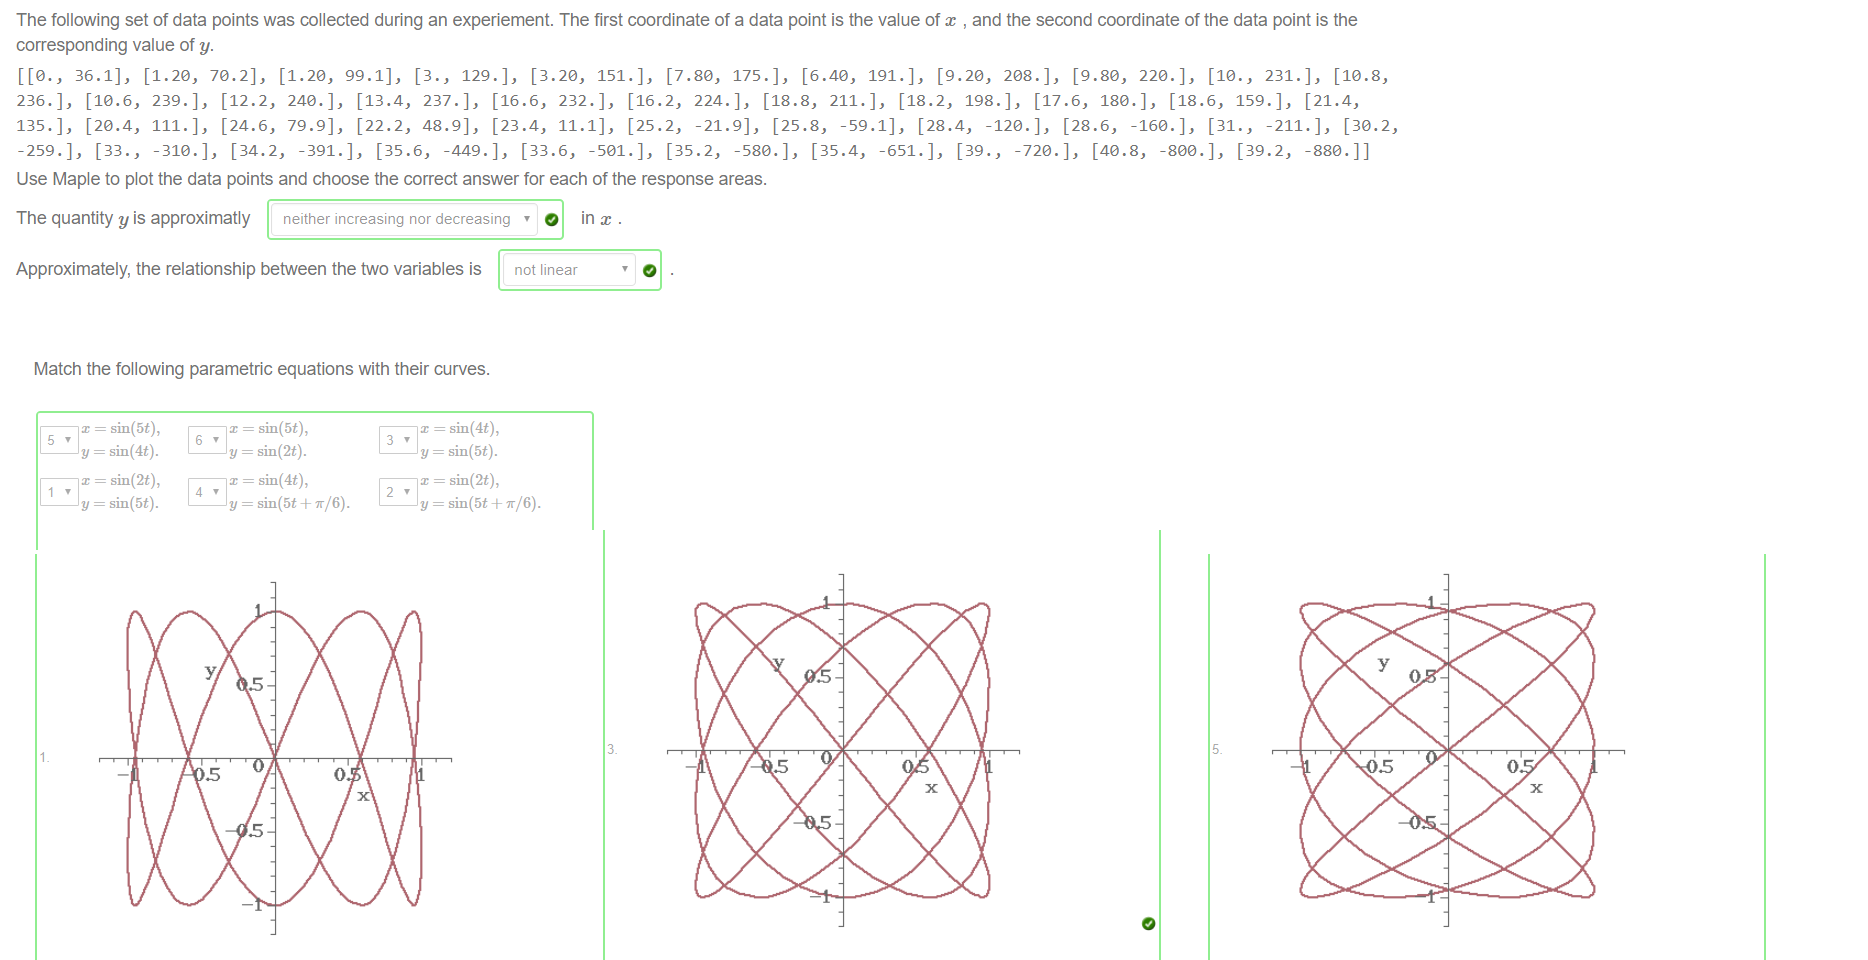 The following set of data points was collected during an experiement. The first coordinate of a data point is the value of x , and the second coordinate of the data point is the
corresponding value of y.
[[0., 36.1], [1.20, 70.2], [1.20, 99.1], [3., 129.], [3.20, 151.], [7.80, 175.], [6.40, 191.], [9.20, 208.], [9.80, 220.], [10., 231.], [10.8,
236.], [10.6, 239.], [12.2, 240.], [13.4, 237.], [16.6, 232.], [16.2, 224.], [18.8, 211.], [18.2, 198.], [17.6, 180.], [18.6, 159.], [21.4,
135.], [20.4, 111.], [24.6, 79.9], [22.2, 48.9], [23.4, 11.1], [25.2, -21.9], [25.8, -59.1], [28.4, -120.], [28.6, -160.], [31., -211.], [30.2,
-259.], [33., -310.], [34.2, -391.], [35.6, -449.], [33.6, -501.], [35.2, -580.], [35.4, -651.], [39., -720.], [40.8, -800.], [39.2, -880.]]
Use Maple to plot the data points and choose the correct answer for each of the response areas.
The quantity y is approximatly neither increasing nor decreasing in x .
Approximately, the relationship between the two variables is not linear .
Match the following parametric equations with their curves.
5 x = sin(5t), y = sin(4t). 6 x = sin(5t), y = sin(2t). 3 x = sin(4t), y = sin(5t).
1 x = sin(2t), y = sin(5t). 4 x = sin(4t), y = sin(5t + π/6). 2 x = sin(2t), y = sin(5t + π/6).
1.
1
y
0.5
−1 −0.5 0 0.5 1
x
−0.5
−1
3.
1
y
0.5
−1 −0.5 0 0.5 1
x
−0.5
−1
5.
1
y
0.5
−1 −0.5 0 0.5 1
x
−0.5
−1